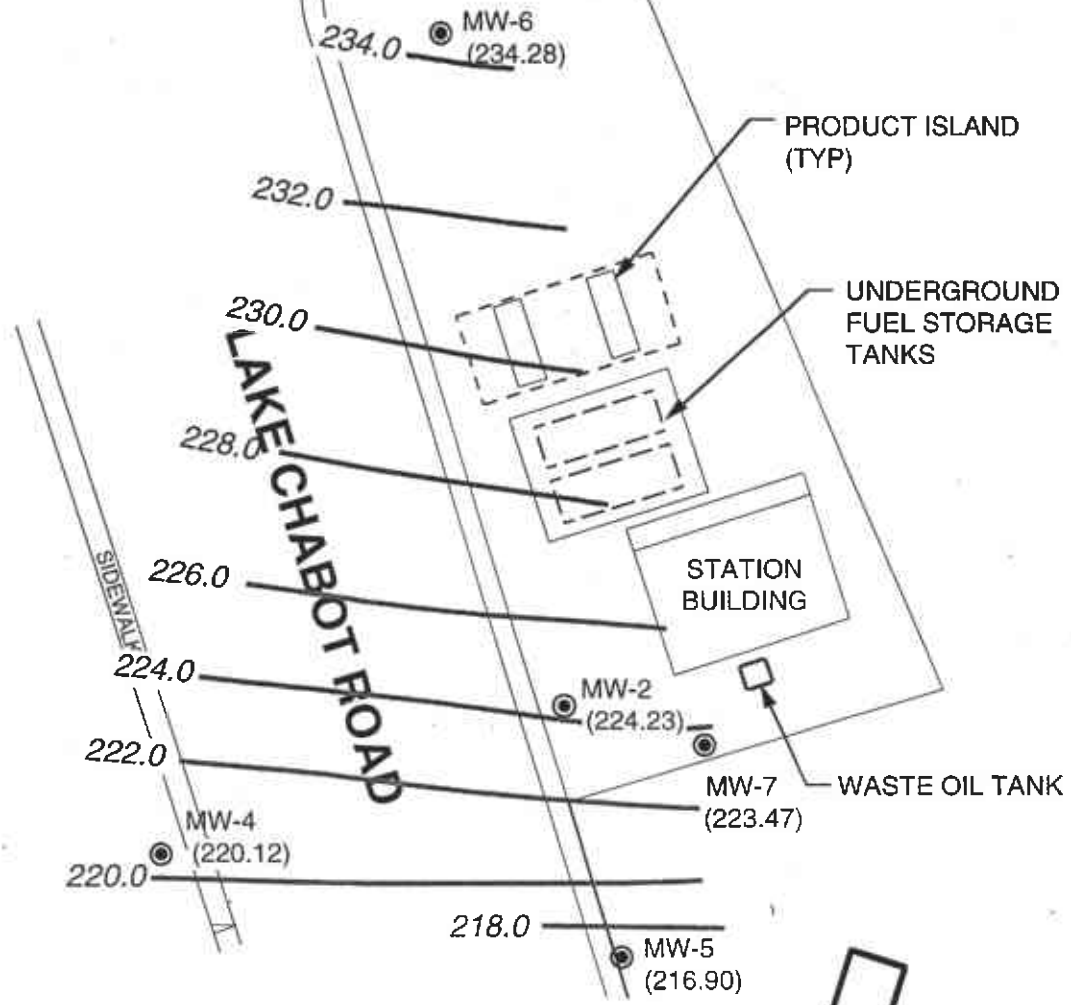 MW-6
234.0
(234.28)
PRODUCT ISLAND
(TYP)
232.0
UNDERGROUND
FUEL STORAGE
TANKS
230.0
LAKE CHABOT ROAD
228.0
SIDEWALK
226.0
STATION
BUILDING
224.0
MW-2
(224.23)
222.0
MW-7
(223.47)
WASTE OIL TANK
MW-4
(220.12)
220.0
218.0
MW-5
(216.90)